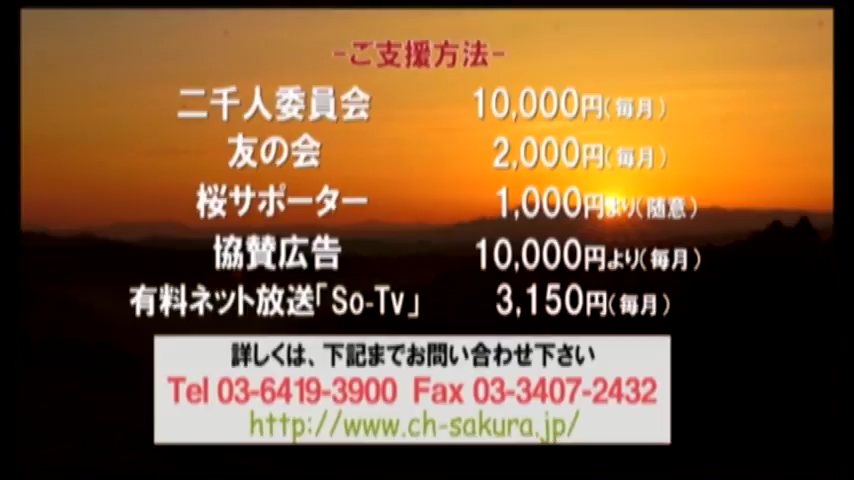 -ご支援方法-
二千人委員会 10,000円(毎月)
友の会 2,000円(毎月)
桜サポーター 1,000円より(随意)
協賛広告 10,000円より(毎月)
有料ネット放送「So-Tv」 3,150円(毎月)
詳しくは、下記までお問い合わせ下さい
Tel 03-6419-3900 Fax 03-3407-2432
http://www.ch-sakura.jp/